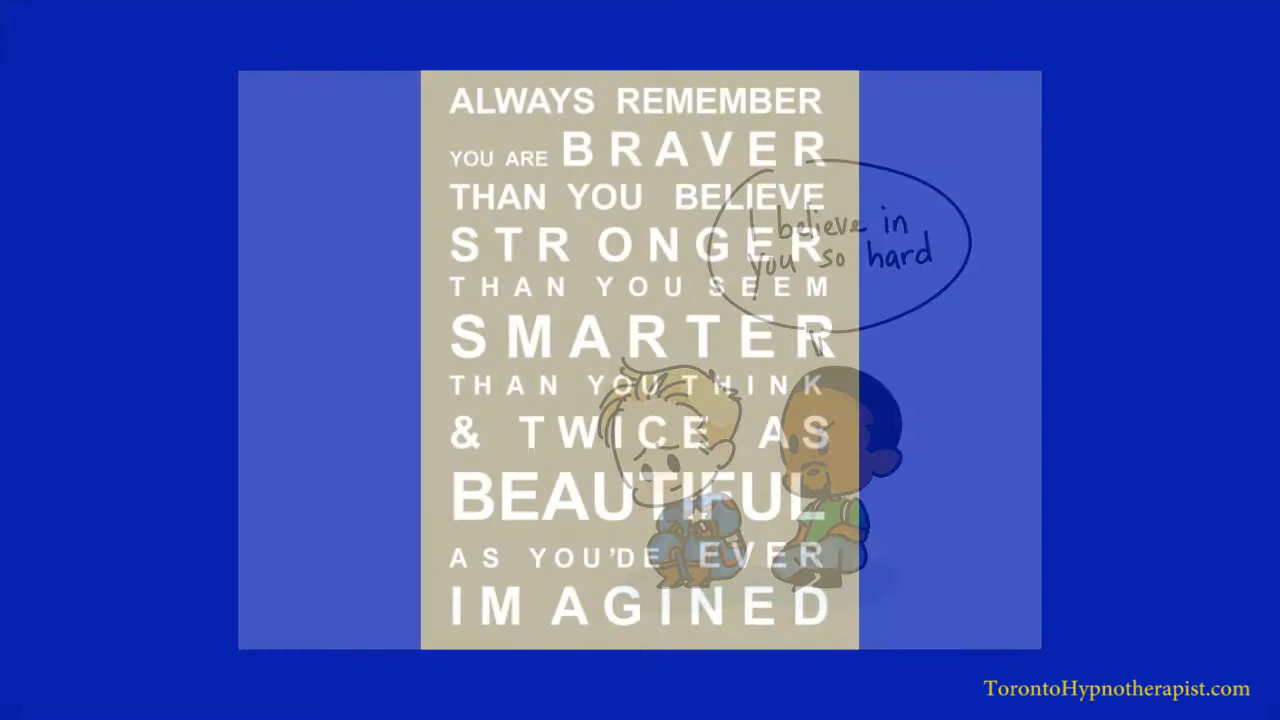 ALWAYS REMEMBER
YOU ARE BRAVER
THAN YOU BELIEVE
STRONGER
THAN YOU SEEM
SMARTER
THAN YOU THINK
& TWICE AS
BEAUTIFUL
AS YOU'DE EVER
IMAGINED
I believe in
you so hard
TorontoHypnotherapist.com